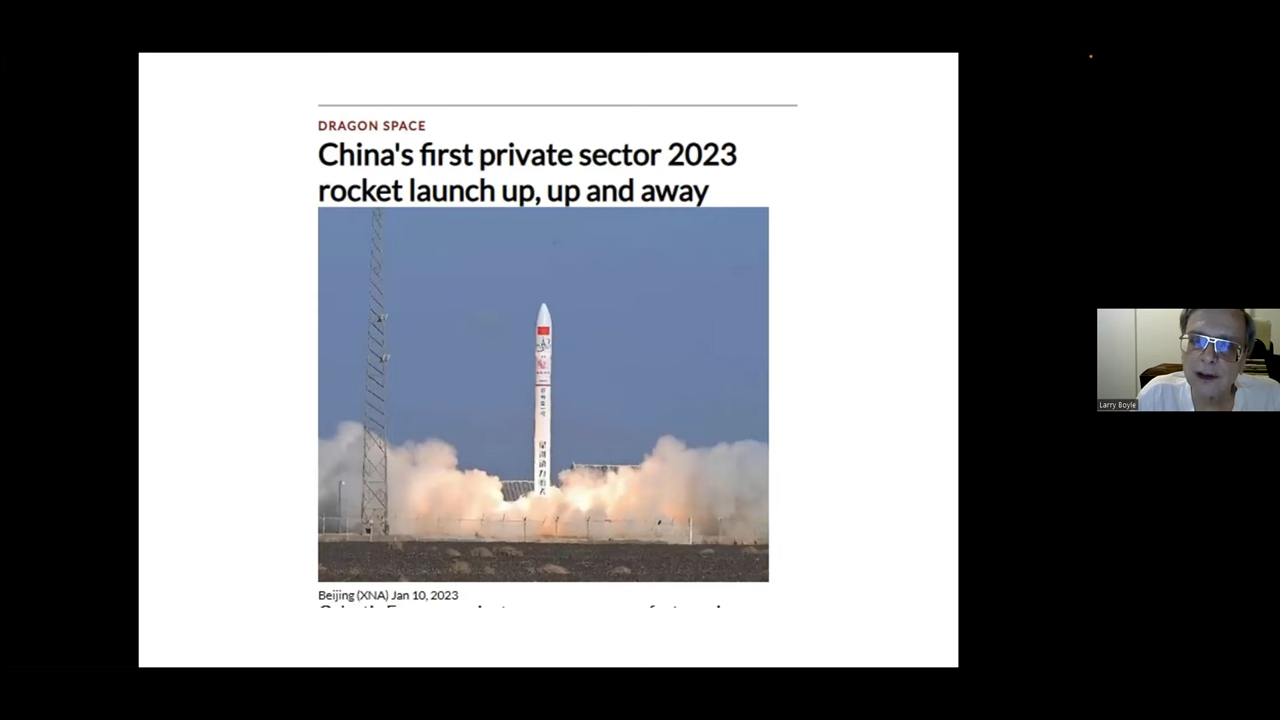 DRAGON SPACE
China's first private sector 2023
rocket launch up, up and away
Beijing (XNA) Jan 10, 2023
Larry Boyle